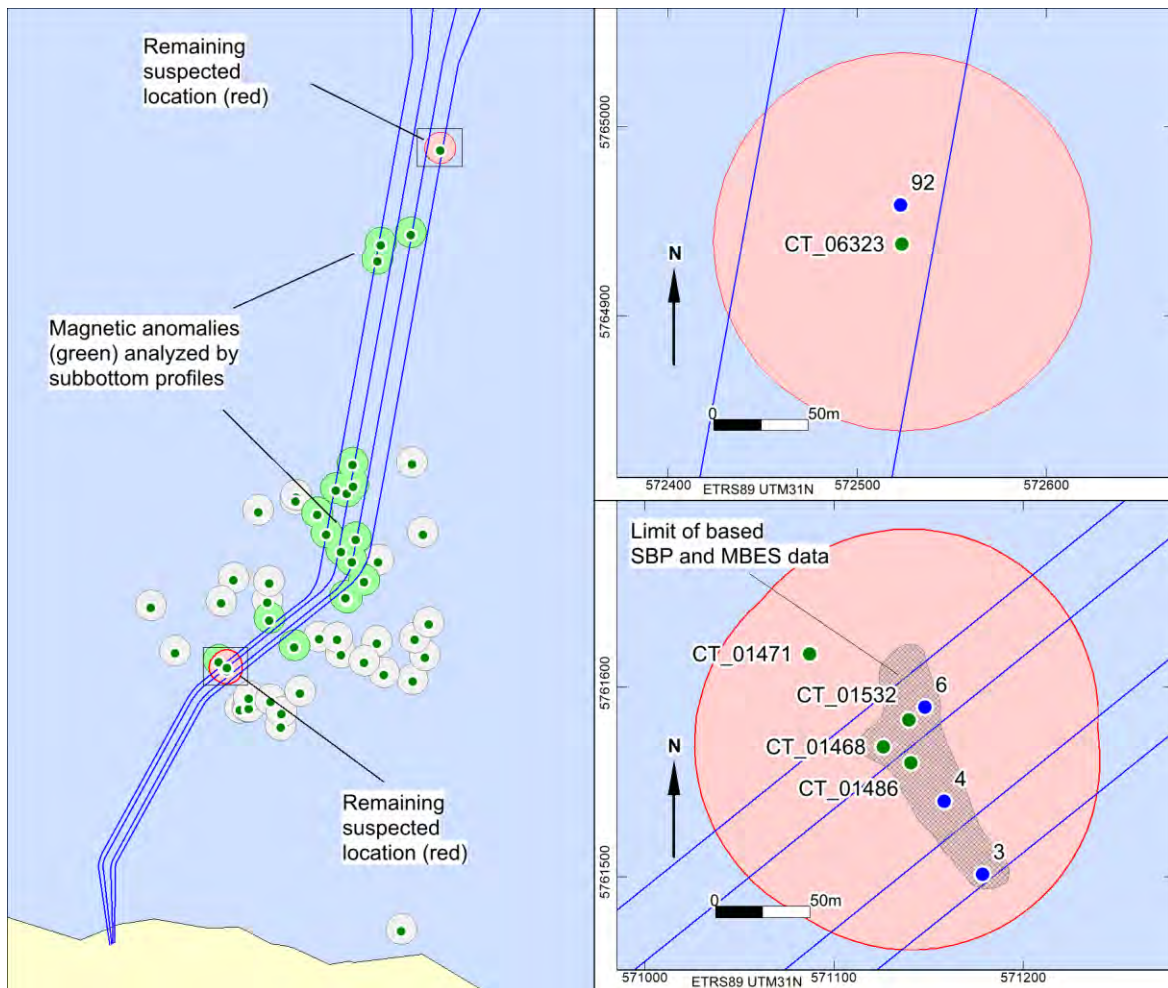 Remaining
suspected
location (red)
Magnetic anomalies
(green) analyzed by
subbottom profiles
Remaining
suspected
location (red)
5765000
5764900
92
CT_06323
N
0 50m
572400 572500 572600
ETRS89 UTM31N
Limit of based
SBP and MBES data
5761600
5761500
CT_01471
CT_01532
6
CT_01468
CT_01486
4
3
N
0 50m
571000 571100 571200
ETRS89 UTM31N